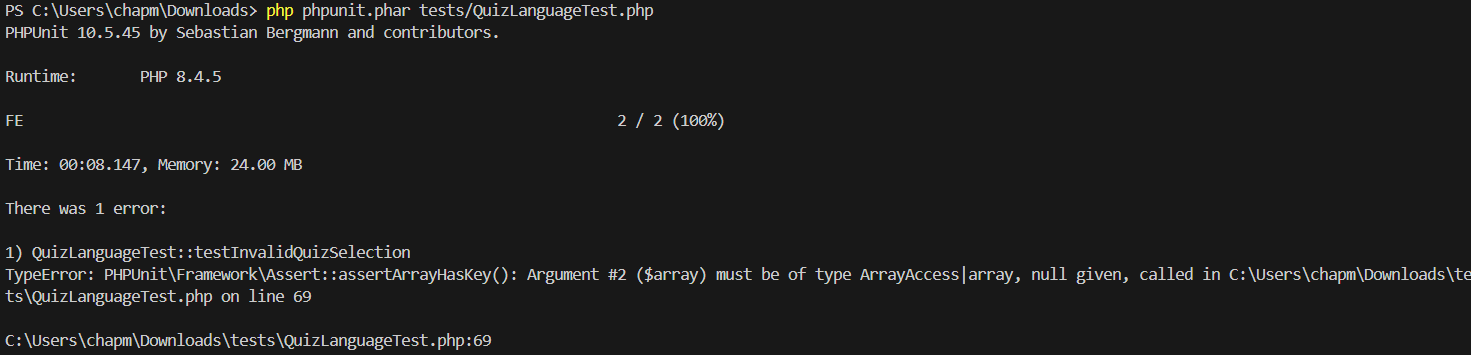 PS C:\Users\chapm\Downloads> php phpunit.phar tests/QuizLanguageTest.php
PHPUnit 10.5.45 by Sebastian Bergmann and contributors.
Runtime:       PHP 8.4.5
FE                                                                  2 / 2 (100%)
Time: 00:08.147, Memory: 24.00 MB
There was 1 error:
1) QuizLanguageTest::testInvalidQuizSelection
TypeError: PHPUnit\Framework\Assert::assertArrayHasKey(): Argument #2 ($array) must be of type ArrayAccess|array, null given, called in C:\Users\chapm\Downloads\te
ts\QuizLanguageTest.php on line 69
C:\Users\chapm\Downloads\tests\QuizLanguageTest.php:69